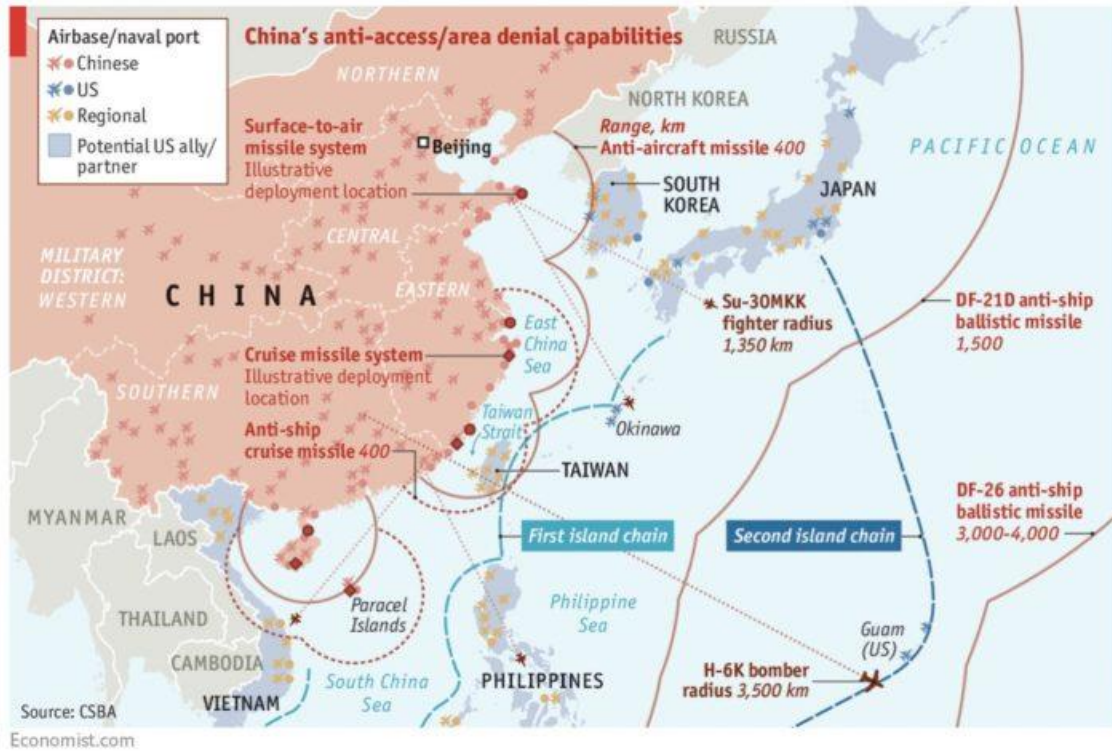 China's anti-access/area denial capabilities
Airbase/naval port
Chinese
US
Regional
Potential US ally/
partner
RUSSIA
NORTHERN
NORTH KOREA
Surface-to-air
missile system
Illustrative
deployment location
Beijing
Range, km
Anti-aircraft missile 400
PACIFIC OCEAN
SOUTH
KOREA
JAPAN
CENTRAL
MILITARY
DISTRICT:
WESTERN
CHINA
EASTERN
East
China
Sea
Su-30MKK
fighter radius
1,350 km
DF-21D anti-ship
ballistic missile
1,500
Cruise missile system
Illustrative deployment
location
SOUTHERN
Taiwan
Strait
Okinawa
Anti-ship
cruise missile 400
TAIWAN
DF-26 anti-ship
ballistic missile
3,000-4,000
MYANMAR
LAOS
First island chain
Second island chain
THAILAND
Paracel
Islands
Philippine
Sea
Guam
(US)
CAMBODIA
VIETNAM
South China
Sea
PHILIPPINES
H-6K bomber
radius 3,500 km
Source: CSBA
Economist.com